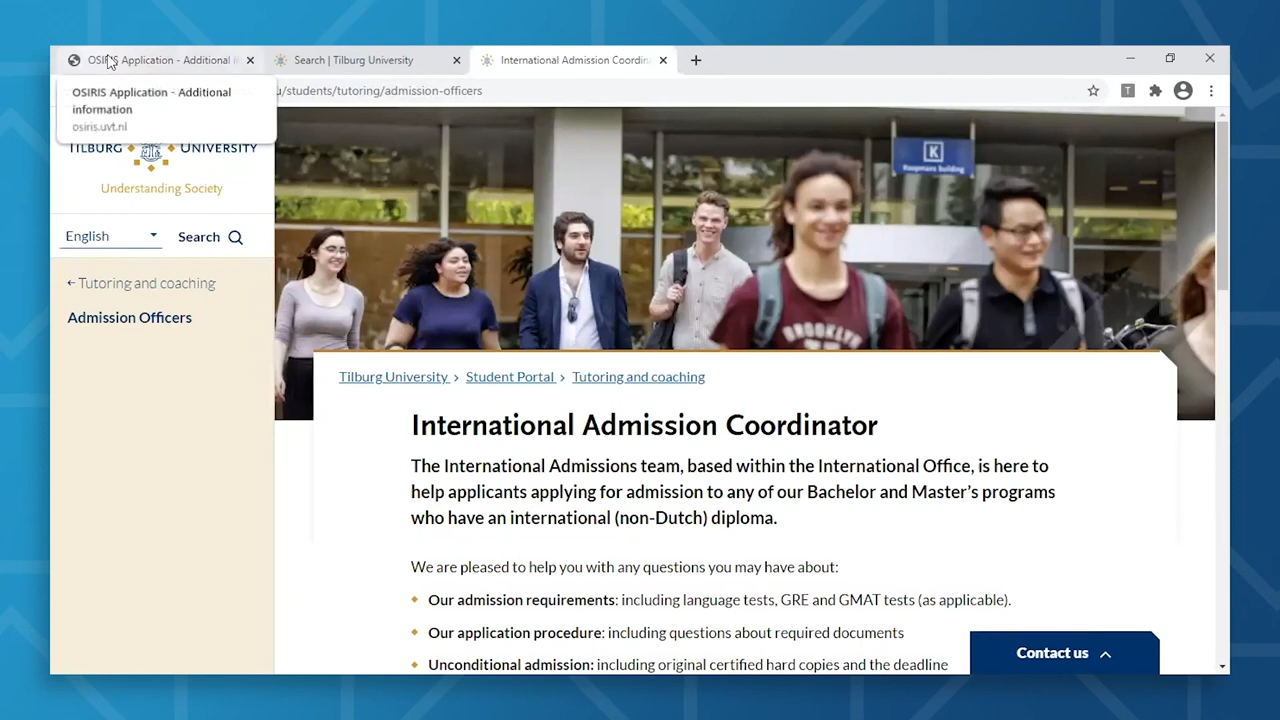 OSIRIS Application - Additional
Search | Tilburg University
International Admission Coordin
OSIRIS Application - Additional
information
osiris.uvt.nl
u/students/tutoring/admission-officers
T
TILBURG UNIVERSITY
Understanding Society
English
Search
Tutoring and coaching
Admission Officers
K
Koopmans building
BROOKLYN
Tilburg University > Student Portal > Tutoring and coaching
International Admission Coordinator
The International Admissions team, based within the International Office, is here to
help applicants applying for admission to any of our Bachelor and Master's programs
who have an international (non-Dutch) diploma.
We are pleased to help you with any questions you may have about:
Our admission requirements: including language tests, GRE and GMAT tests (as applicable).
Our application procedure: including questions about required documents
Unconditional admission: including original certified hard copies and the deadline
Contact us